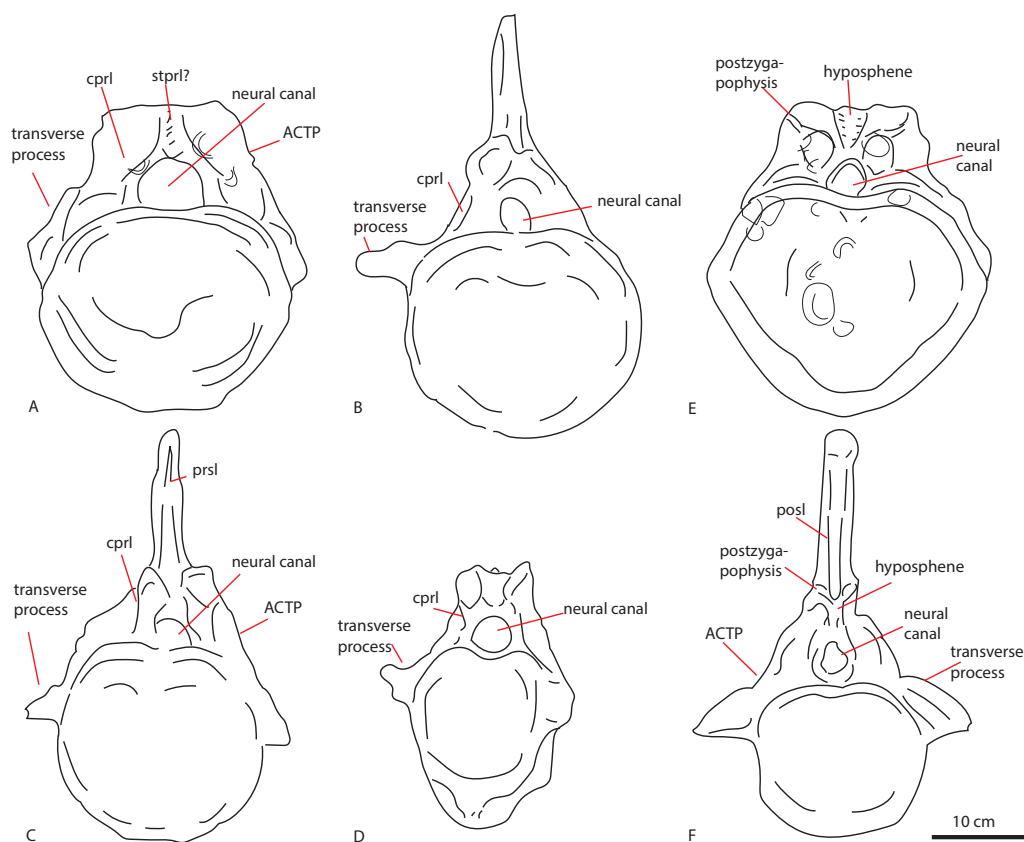 cprl
stprl?
neural canal
ACTP
transverse
process
A
cprl
transverse
process
neural canal
B
postzyga-
pophysis
hyposphene
neural
canal
E
prsl
cprl
neural canal
transverse
process
ACTP
C
cprl
neural canal
transverse
process
D
posl
postzyga-
pophysis
hyposphene
neural
canal
ACTP
transverse
process
F
10 cm